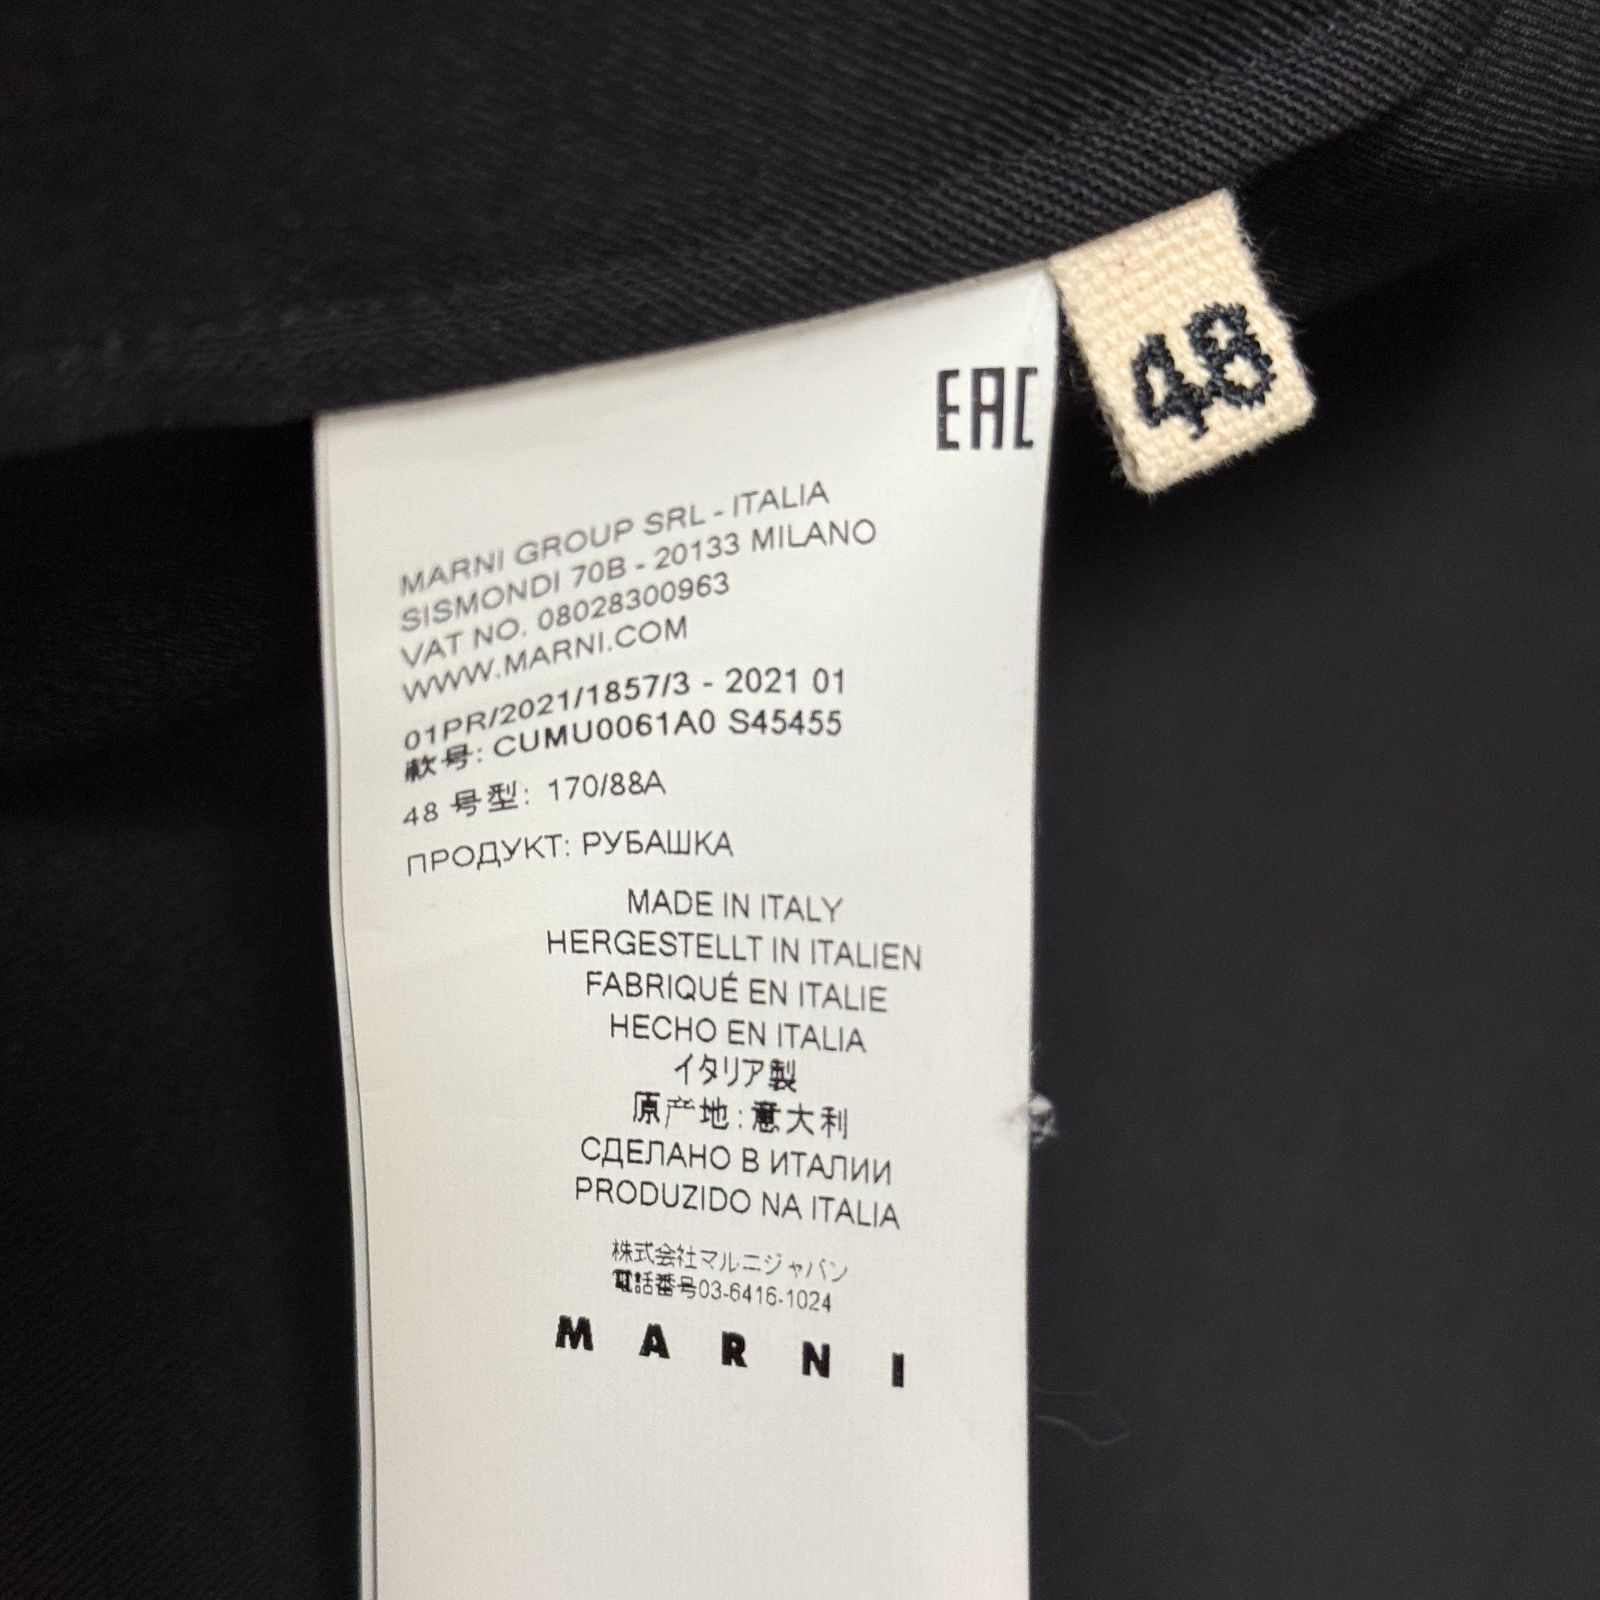 48
EAC
MARNI GROUP SRL - ITALIA
SISMONDI 70B - 20133 MILANO
VAT NO. 08028300963
WWW.MARNI.COM
01PR/2021/1857/3 - 2021 01
款号: CUMU0061A0 S45455
48 号型: 170/88A
ПРОДУКТ: РУБАШКА
MADE IN ITALY
HERGESTELLT IN ITALIEN
FABRIQUÉ EN ITALIE
HECHO EN ITALIA
イタリア製
原产地: 意大利
СДЕЛАНО В ИТАЛИИ
PRODUZIDO NA ITALIA
株式会社マルニジャパン
電話番号03-6416-1024
MARNI